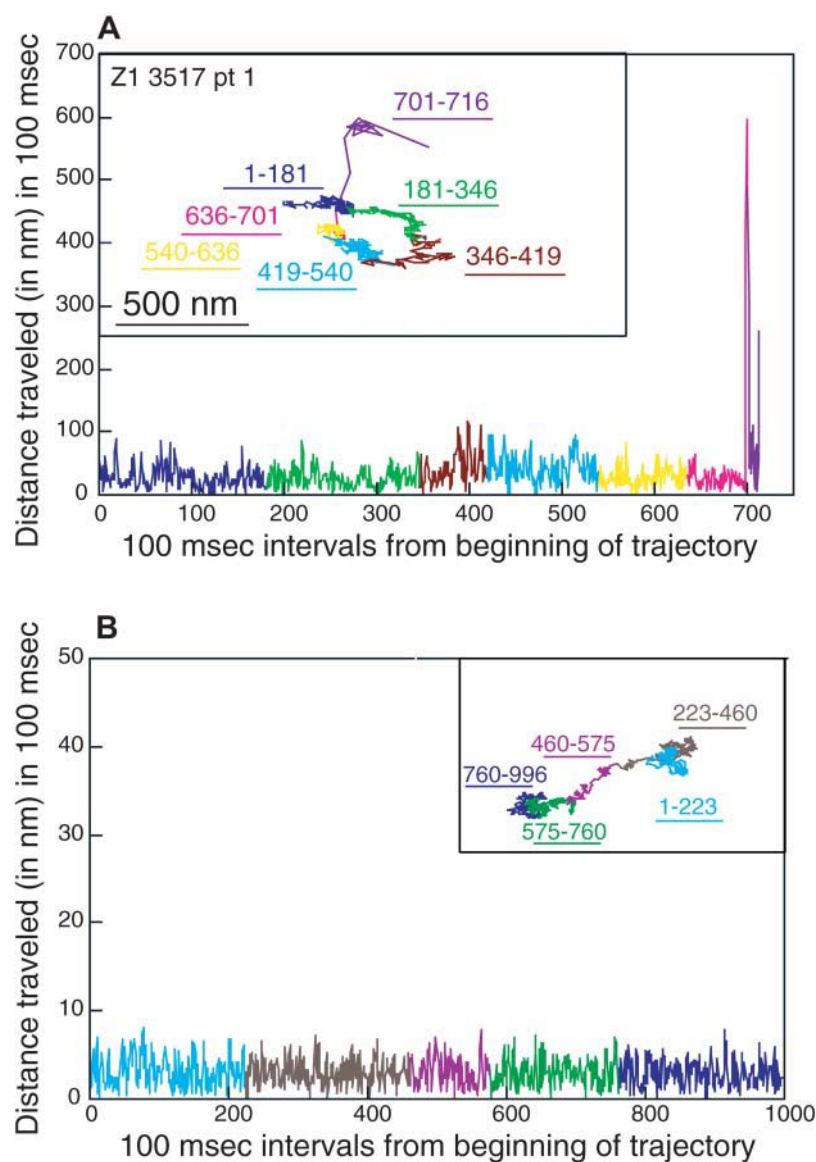 A
Distance traveled (in nm) in 100 msec
700
600
500
400
300
200
100
0
Z1 3517 pt 1
701-716
1-181
181-346
636-701
540-636
419-540
346-419
500 nm
0 200 300 400 500 600 700
100 msec intervals from beginning of trajectory
B
Distance traveled (in nm) in 100 msec
50
40
30
20
10
0
223-460
460-575
760-996
1-223
575-760
0 200 400 600 800 1000
100 msec intervals from beginning of trajectory